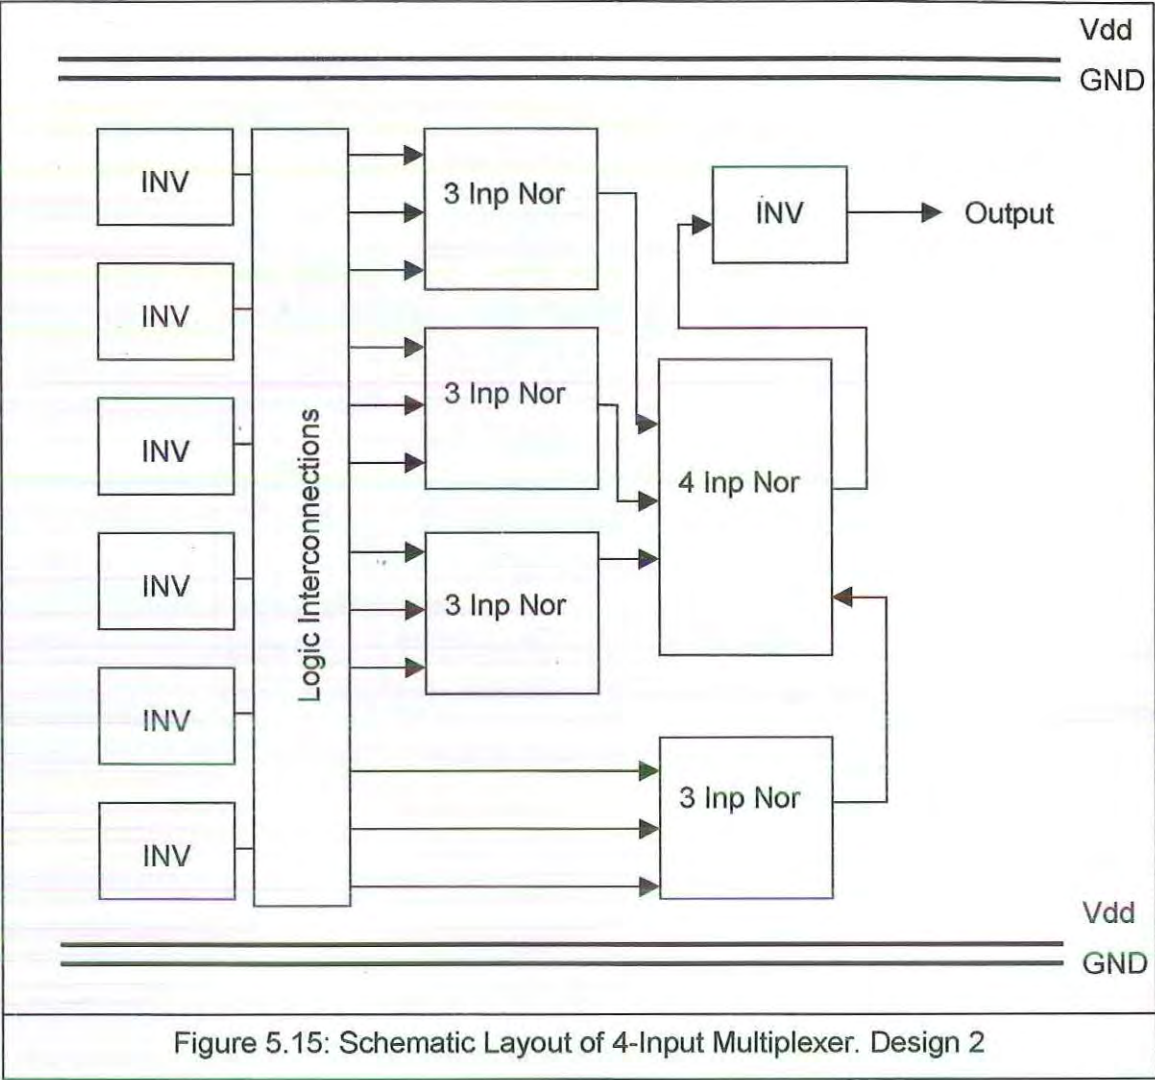 Vdd
GND
INV
3 Inp Nor
INV
Output
INV
3 Inp Nor
INV
4 Inp Nor
Logic Interconnections
INV
3 Inp Nor
INV
3 Inp Nor
INV
Vdd
GND
Figure 5.15: Schematic Layout of 4-Input Multiplexer. Design 2